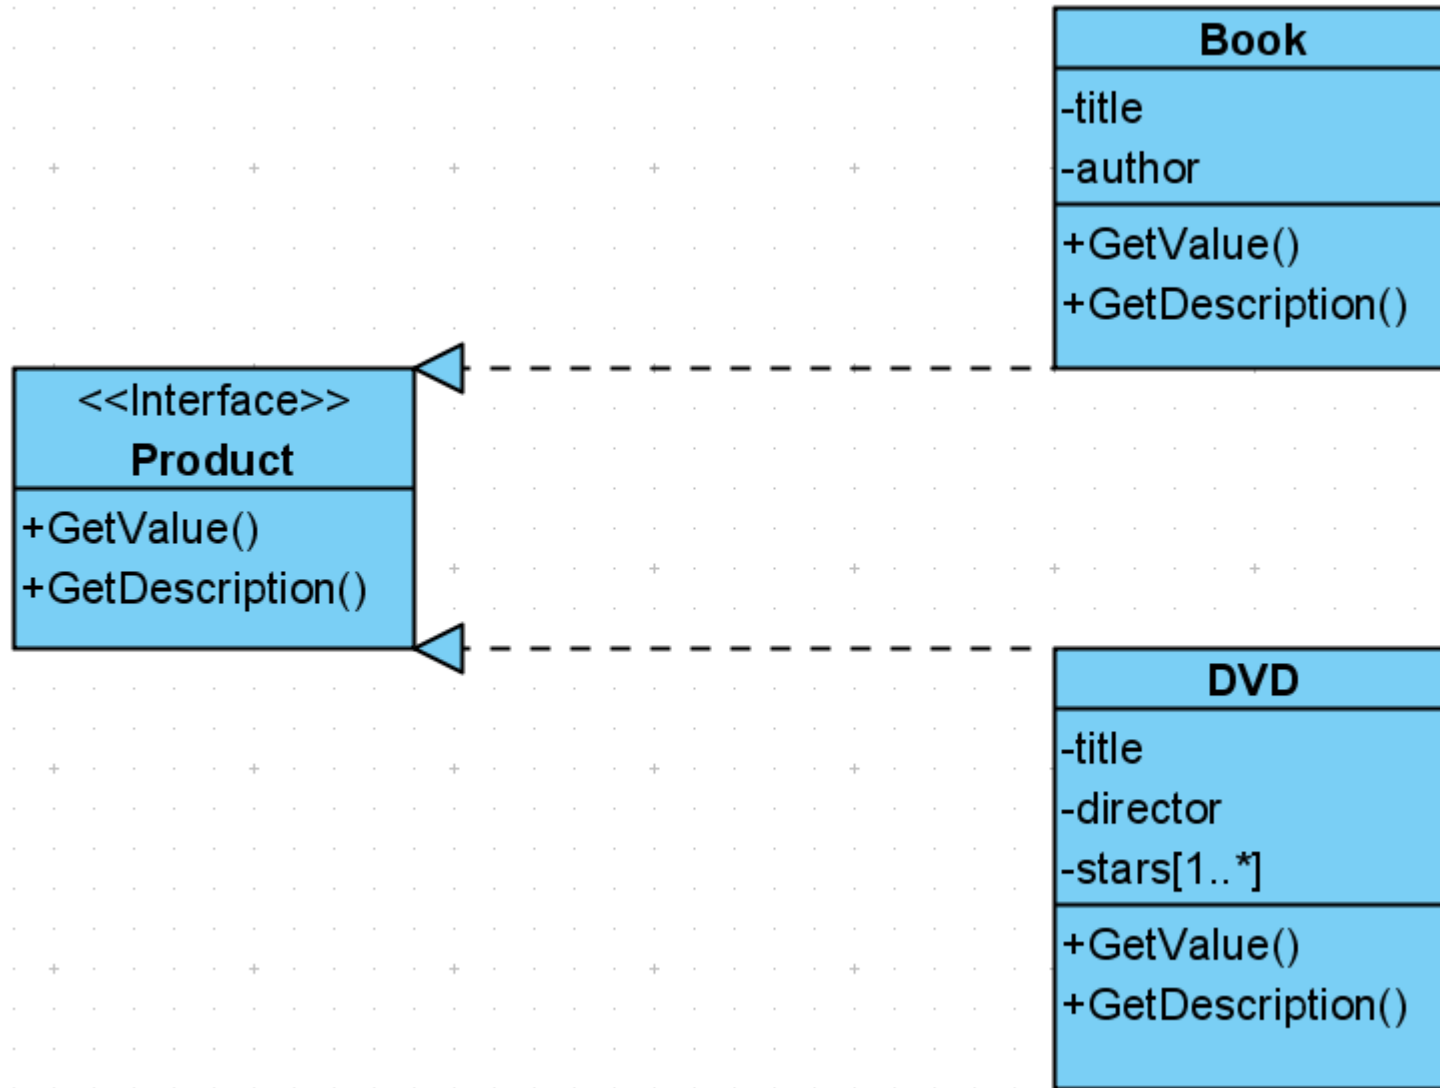 Book
-title
-author
+GetValue()
+GetDescription()
<<Interface>>
Product
+GetValue()
+GetDescription()
DVD
-title
-director
-stars[1..*]
+GetValue()
+GetDescription()